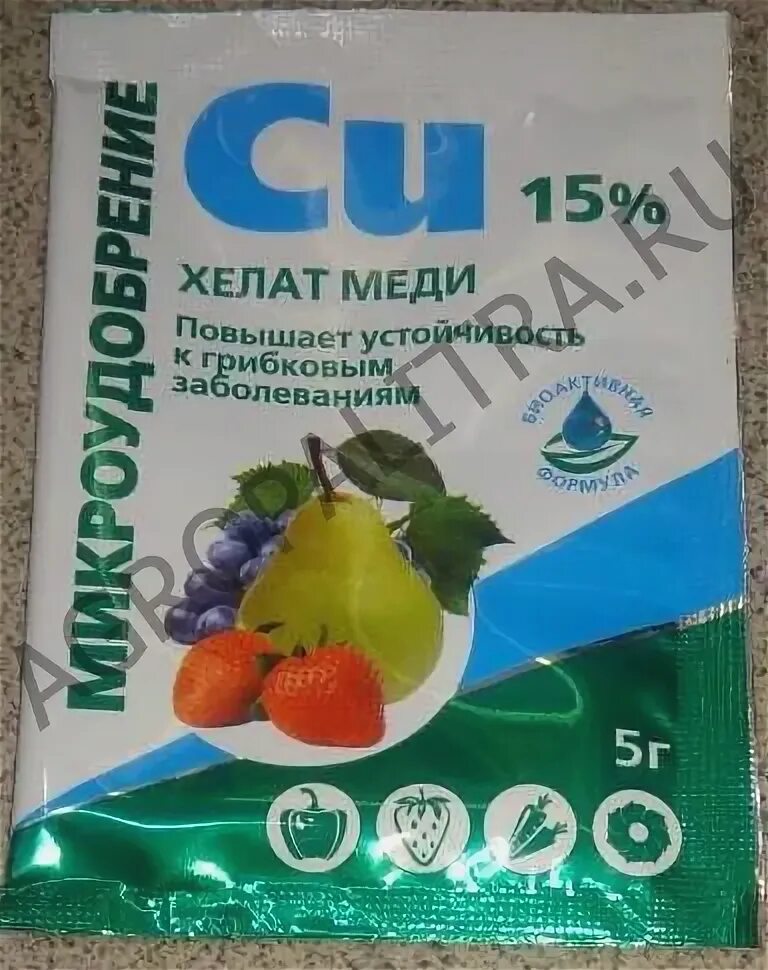 МИКРОУДОБРЕНИЕ
Cu
15%
ХЕЛАТ МЕДИ
Повышает устойчивость
к грибковым
заболеваниям
БИОАКТИВНАЯ
ФОРМУЛА
5г
AGROPALITRA.RU